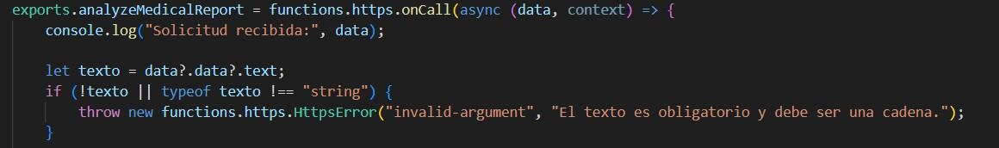 exports.analyzeMedicalReport = functions.https.onCall(async (data, context) => {
    console.log("Solicitud recibida:", data);

    let texto = data?.data?.text;
    if (!texto || typeof texto !== "string") {
        throw new functions.https.HttpsError("invalid-argument", "El texto es obligatorio y debe ser una cadena.");
    }